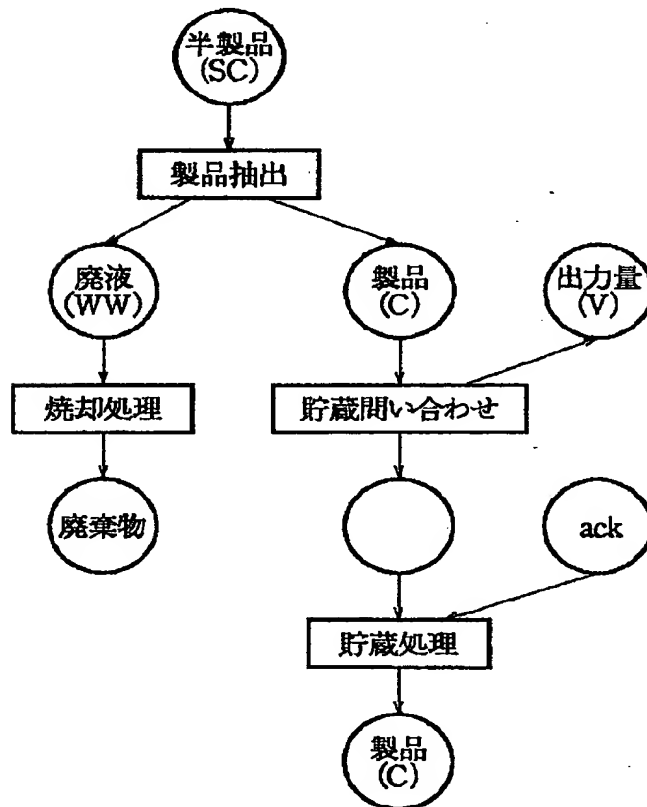 半製品
(SC)
製品抽出
廃液
(WW)
製品
(C)
出力量
(V)
焼却処理
貯蔵問い合わせ
廃棄物
ack
貯蔵処理
製品
(C)